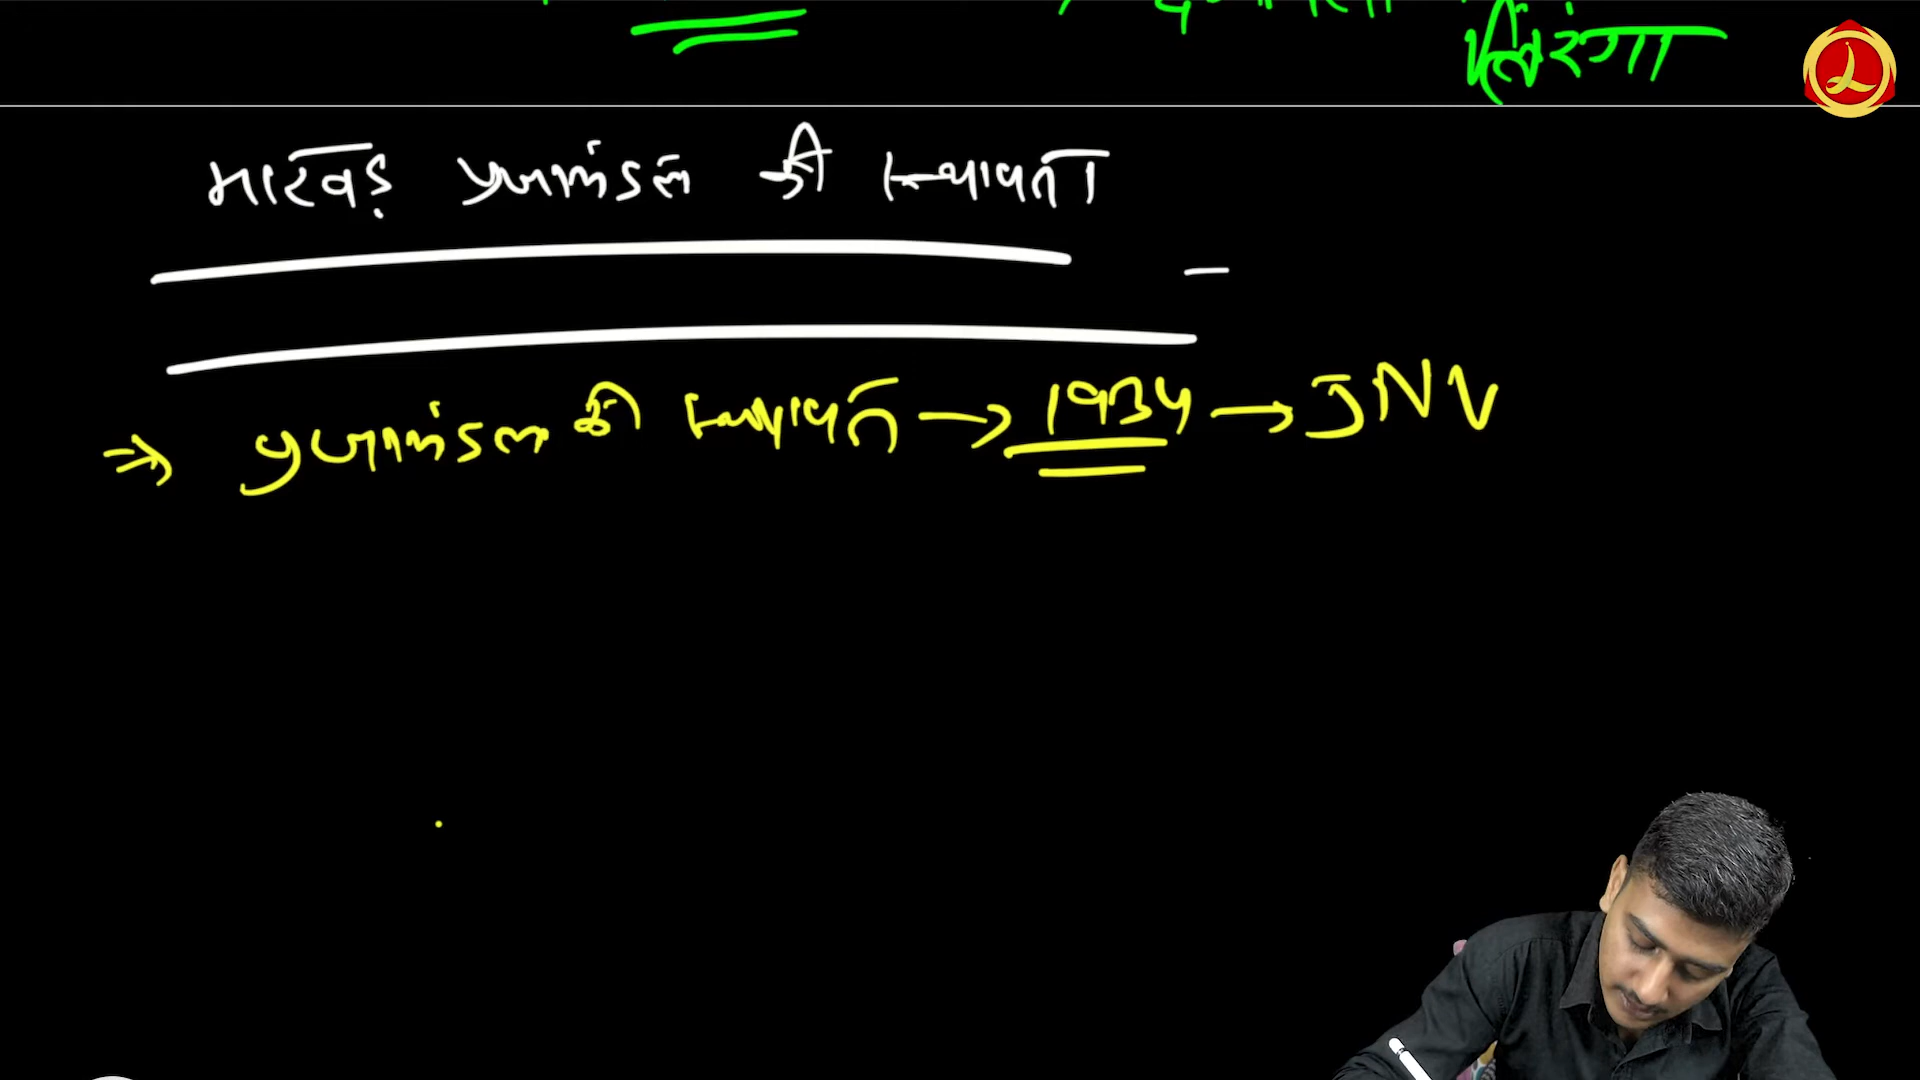 तिरंगा
मारवाड़ प्रजामंडल की स्थापना
⇒ प्रजामंडल की स्थापना → 1934 → JNV